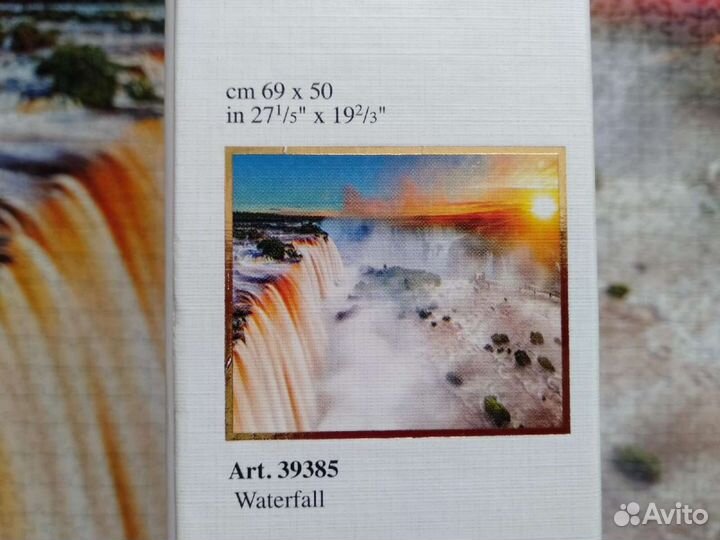 cm 69 x 50
in 27¹/₅" x 19²/₃"
Art. 39385
Waterfall
Avito